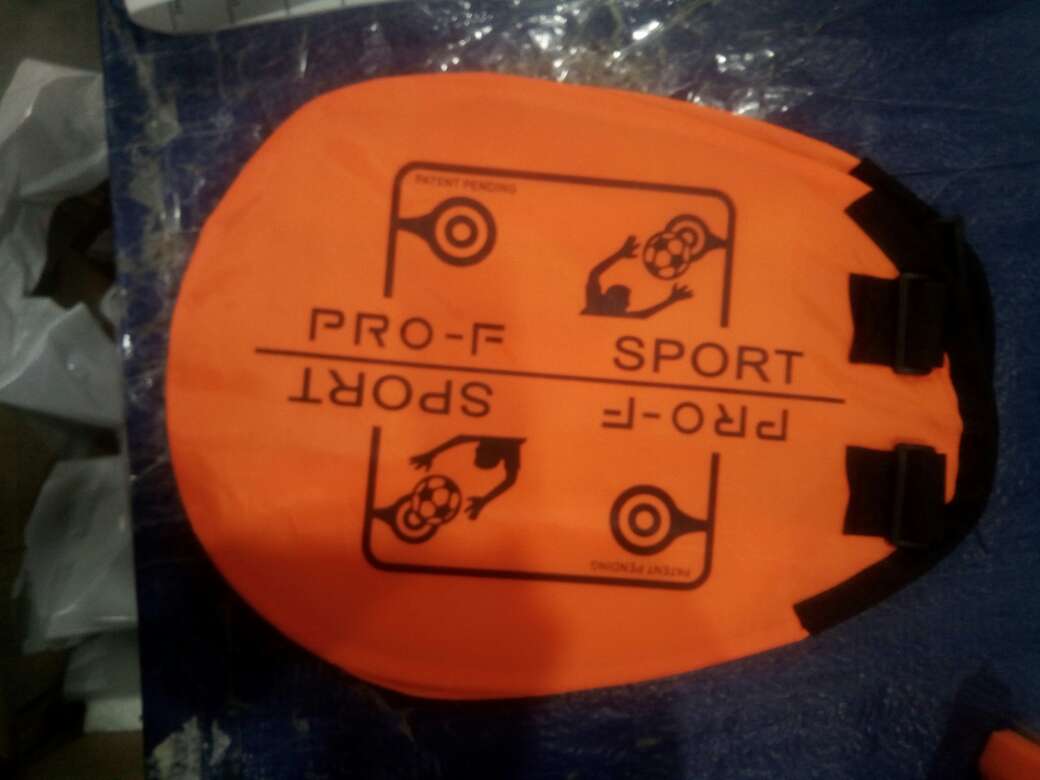 PATENT PENDING
PRO-F
SPORT
SPORT
PRO-F
PATENT PENDING